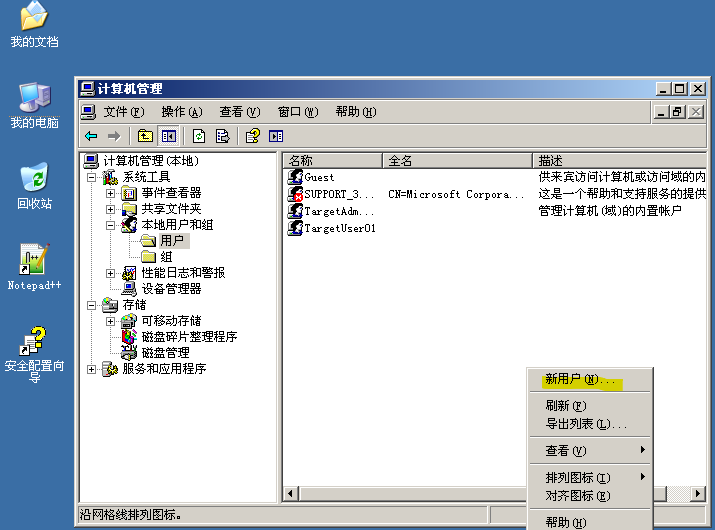 我的文档
我的电脑
回收站
Notepad++
安全配置向
导
计算机管理
文件(F) 操作(A) 查看(V) 窗口(W) 帮助(H)
计算机管理(本地)
系统工具
事件查看器
共享文件夹
本地用户和组
用户
组
性能日志和警报
设备管理器
存储
可移动存储
磁盘碎片整理程序
磁盘管理
服务和应用程序
名称 全名 描述
Guest 供来宾访问计算机或访问域的内
SUPPORT_3... CN=Microsoft Corpora... 这是一个帮助和支持服务的提供
TargetAdm... 管理计算机(域)的内置帐户
TargetUser01
新用户(N)...
刷新(F)
导出列表(L)...
查看(V)
排列图标(I)
对齐图标(E)
帮助(H)
沿网格线排列图标。